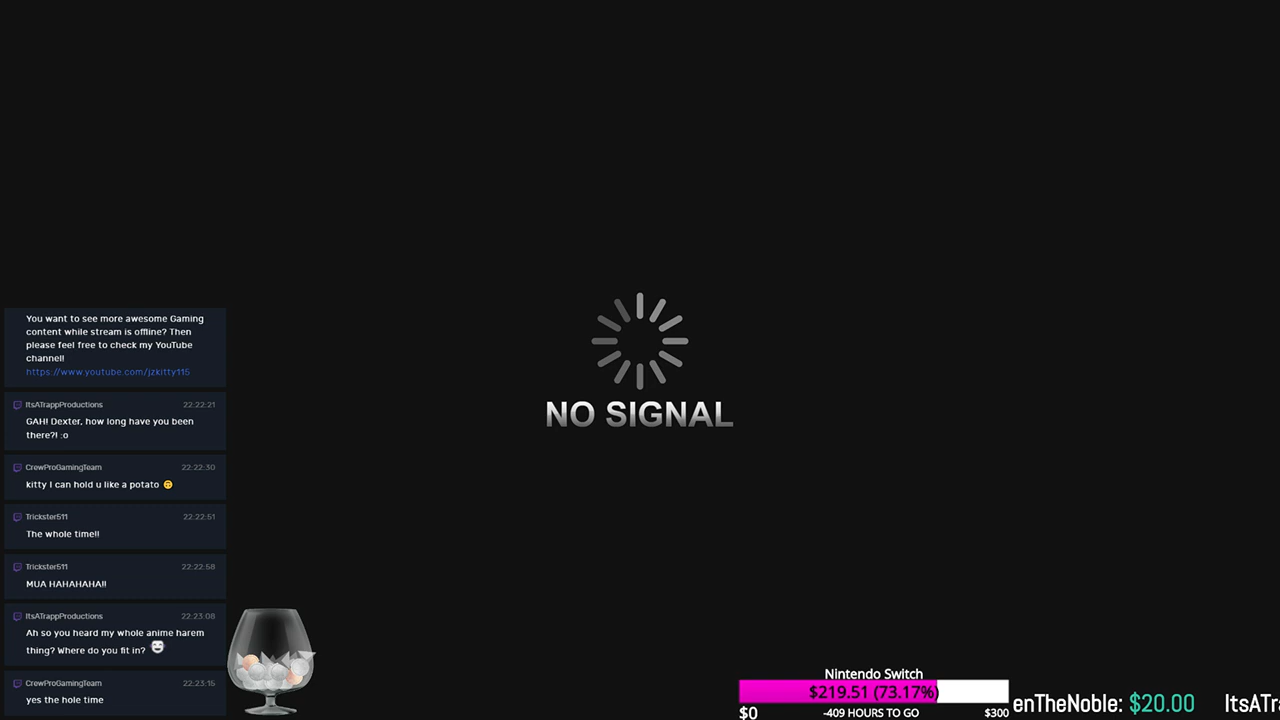 You want to see more awesome Gaming
content while stream is offline? Then
please feel free to check my YouTube
channel!
https://www.youtube.com/jzkitty115
ItsATrappProductions 22:22:21
GAH! Dexter, how long have you been
there?! :o
CrewProGamingTeam 22:22:30
kitty I can hold u like a potato
Trickster511 22:22:51
The whole time!!
Trickster511 22:22:58
MUA HAHAHAHA!!
ItsATrappProductions 22:23:08
Ah so you heard my whole anime harem
thing? Where do you fit in?
CrewProGamingTeam 22:23:15
yes the hole time
NO SIGNAL
Nintendo Switch
$219.51 (73.17%)
$0 -409 HOURS TO GO $300
enTheNoble: $20.00 ItsATra